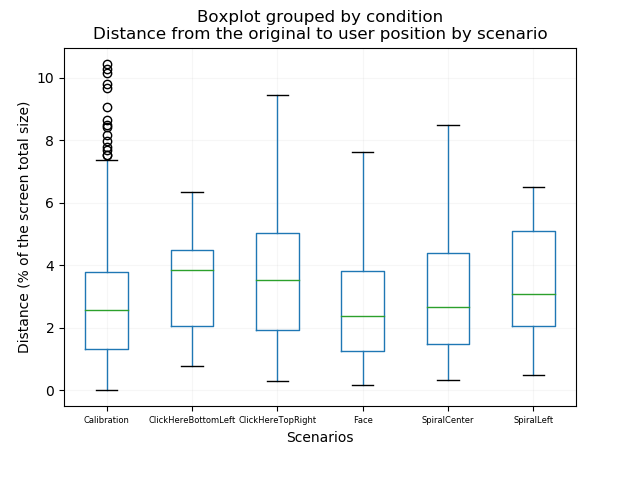 Boxplot grouped by condition
Distance from the original to user position by scenario
Distance (% of the screen total size)
10
8
6
4
2
0
Calibration ClickHereBottomLeft ClickHereTopRight Face SpiralCenter SpiralLeft
Scenarios